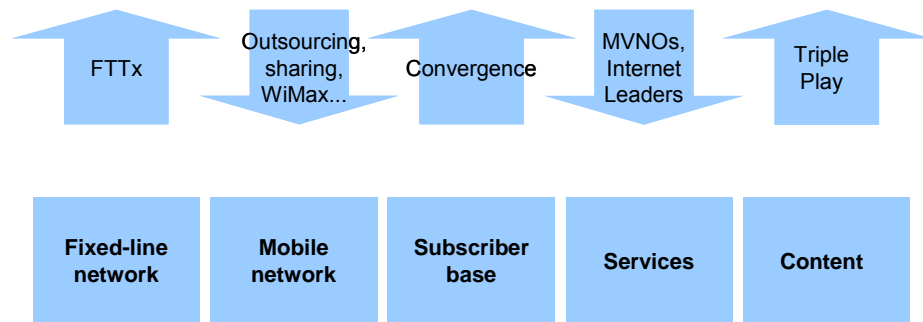 FTTx
Outsourcing,
sharing,
WiMax...
Convergence
MVNOs,
Internet
Leaders
Triple
Play
Fixed-line
network
Mobile
network
Subscriber
base
Services
Content